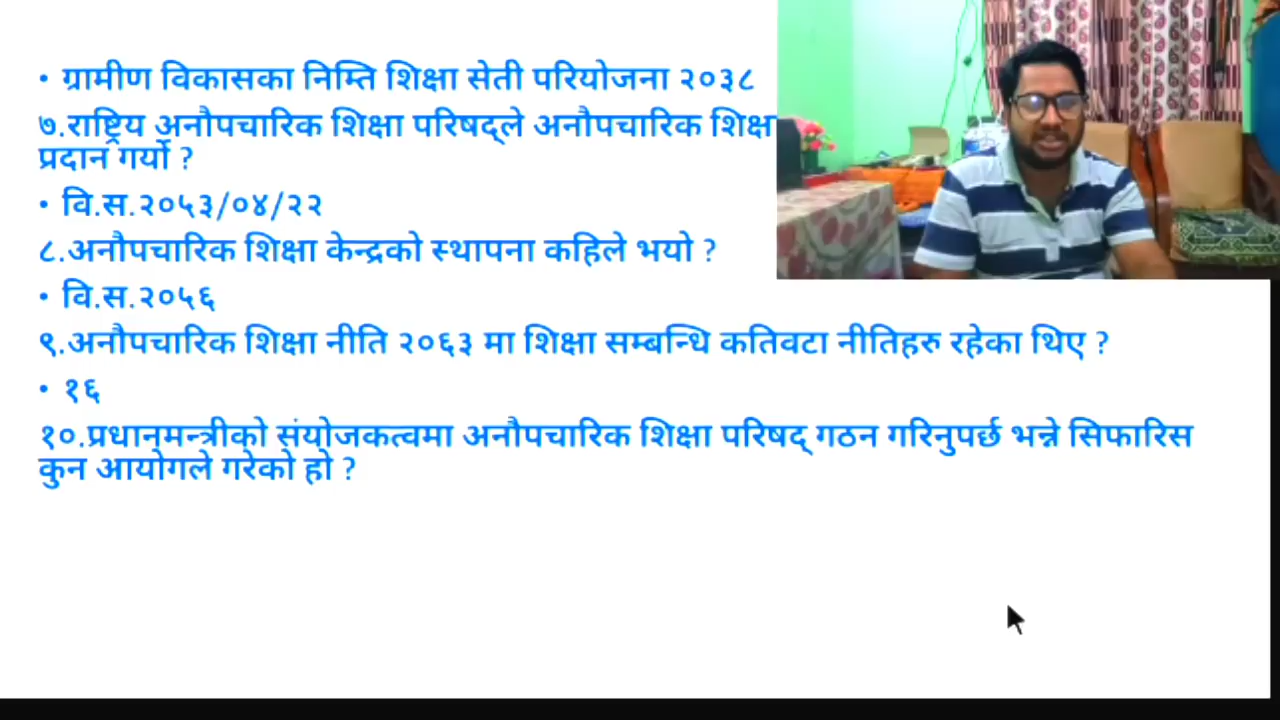 • ग्रामीण विकासका निम्ति शिक्षा सेती परियोजना २०३८
७.राष्ट्रिय अनौपचारिक शिक्षा परिषद्ले अनौपचारिक शिक्षा
प्रदान गर्यो ?
• वि.स.२०५३/०४/२२
८.अनौपचारिक शिक्षा केन्द्रको स्थापना कहिले भयो ?
• वि.स.२०५६
९.अनौपचारिक शिक्षा नीति २०६३ मा शिक्षा सम्बन्धि कतिवटा नीतिहरु रहेका थिए ?
• १६
१०.प्रधानमन्त्रीको संयोजकत्वमा अनौपचारिक शिक्षा परिषद् गठन गरिनुपर्छ भन्ने सिफारिस
कुन आयोगले गरेको हो ?